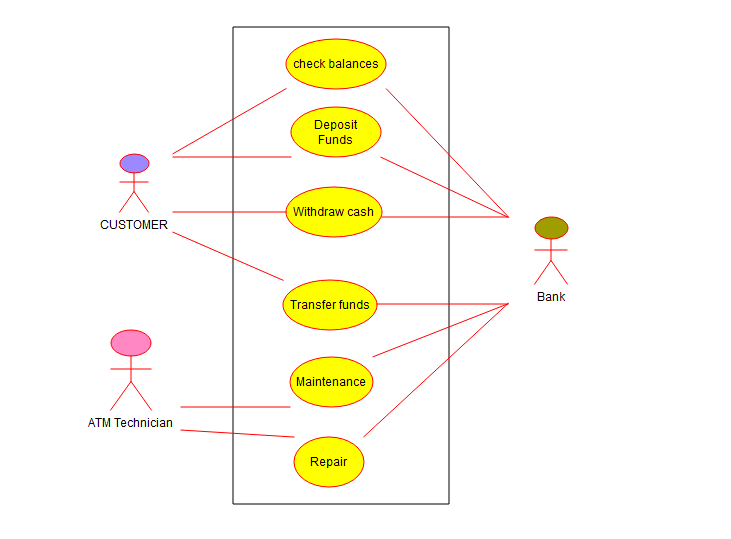 check balances
Deposit
Funds
Withdraw cash
CUSTOMER
Transfer funds
Bank
Maintenance
ATM Technician
Repair